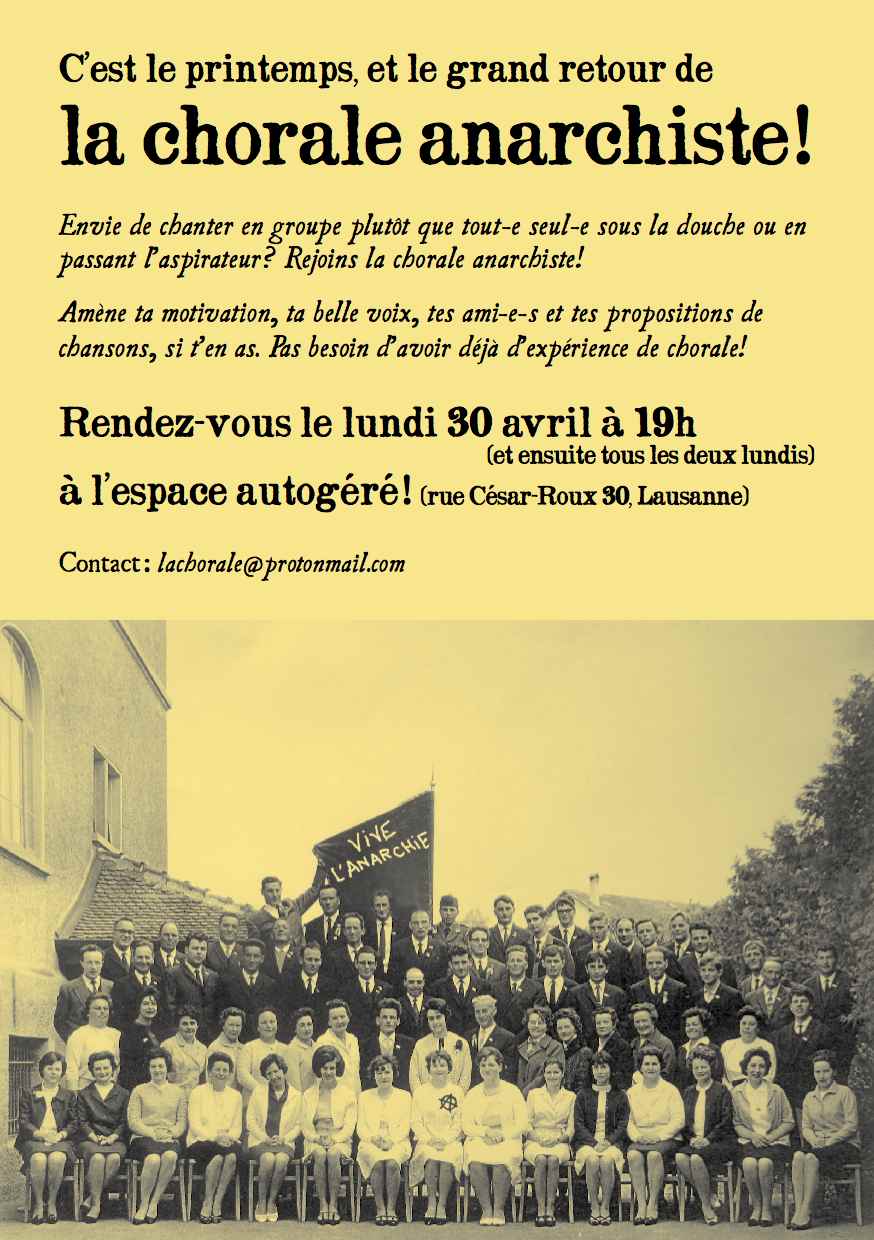 C'est le printemps, et le grand retour de
la chorale anarchiste!
Envie de chanter en groupe plutôt que tout-e seul-e sous la douche ou en
passant l'aspirateur? Rejoins la chorale anarchiste!
Amène ta motivation, ta belle voix, tes ami-e-s et tes propositions de
chansons, si t'en as. Pas besoin d'avoir déjà d'expérience de chorale!
Rendez-vous le lundi 30 avril à 19h
(et ensuite tous les deux lundis)
à l'espace autogéré! (rue César-Roux 30, Lausanne)
Contact: lachorale@protonmail.com
VIVE
L'ANARCHIE